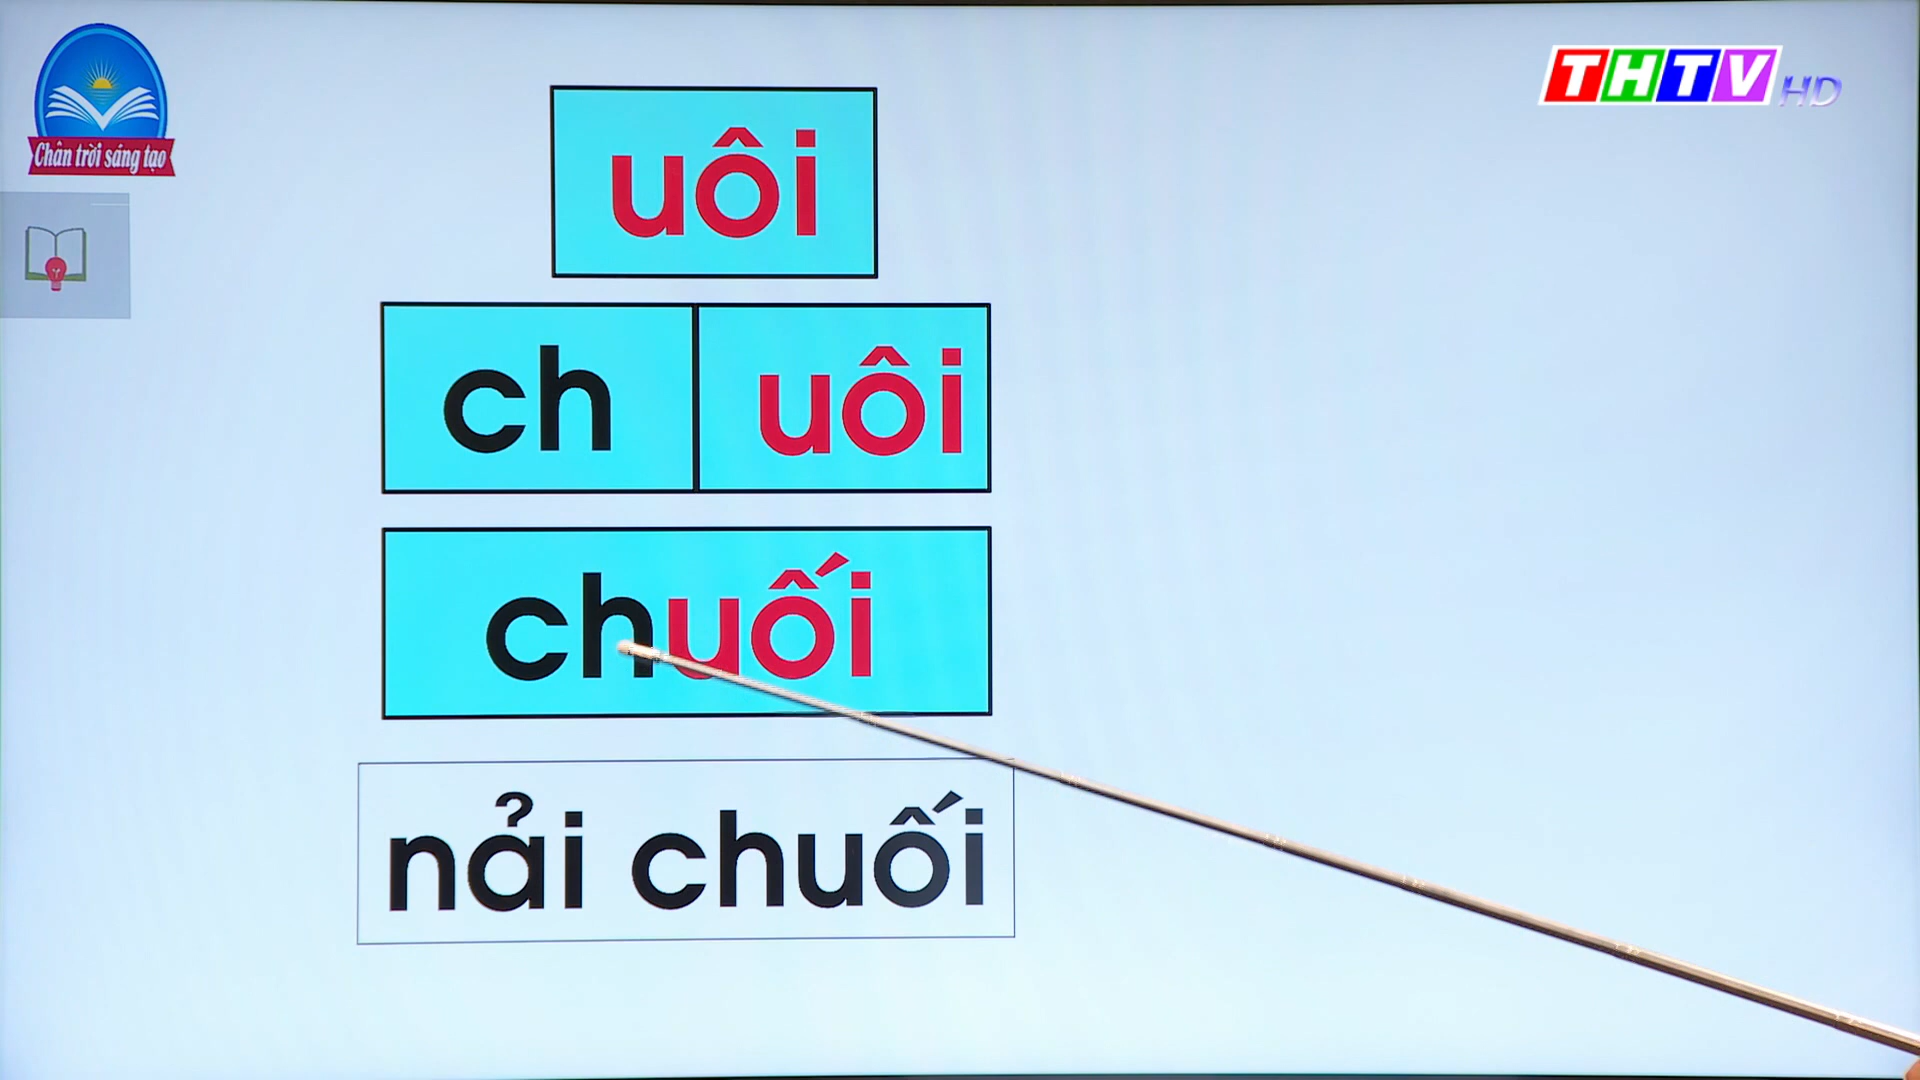 THTV HD
Chân trời sáng tạo
uôi
ch uôi
chuối
nải chuối